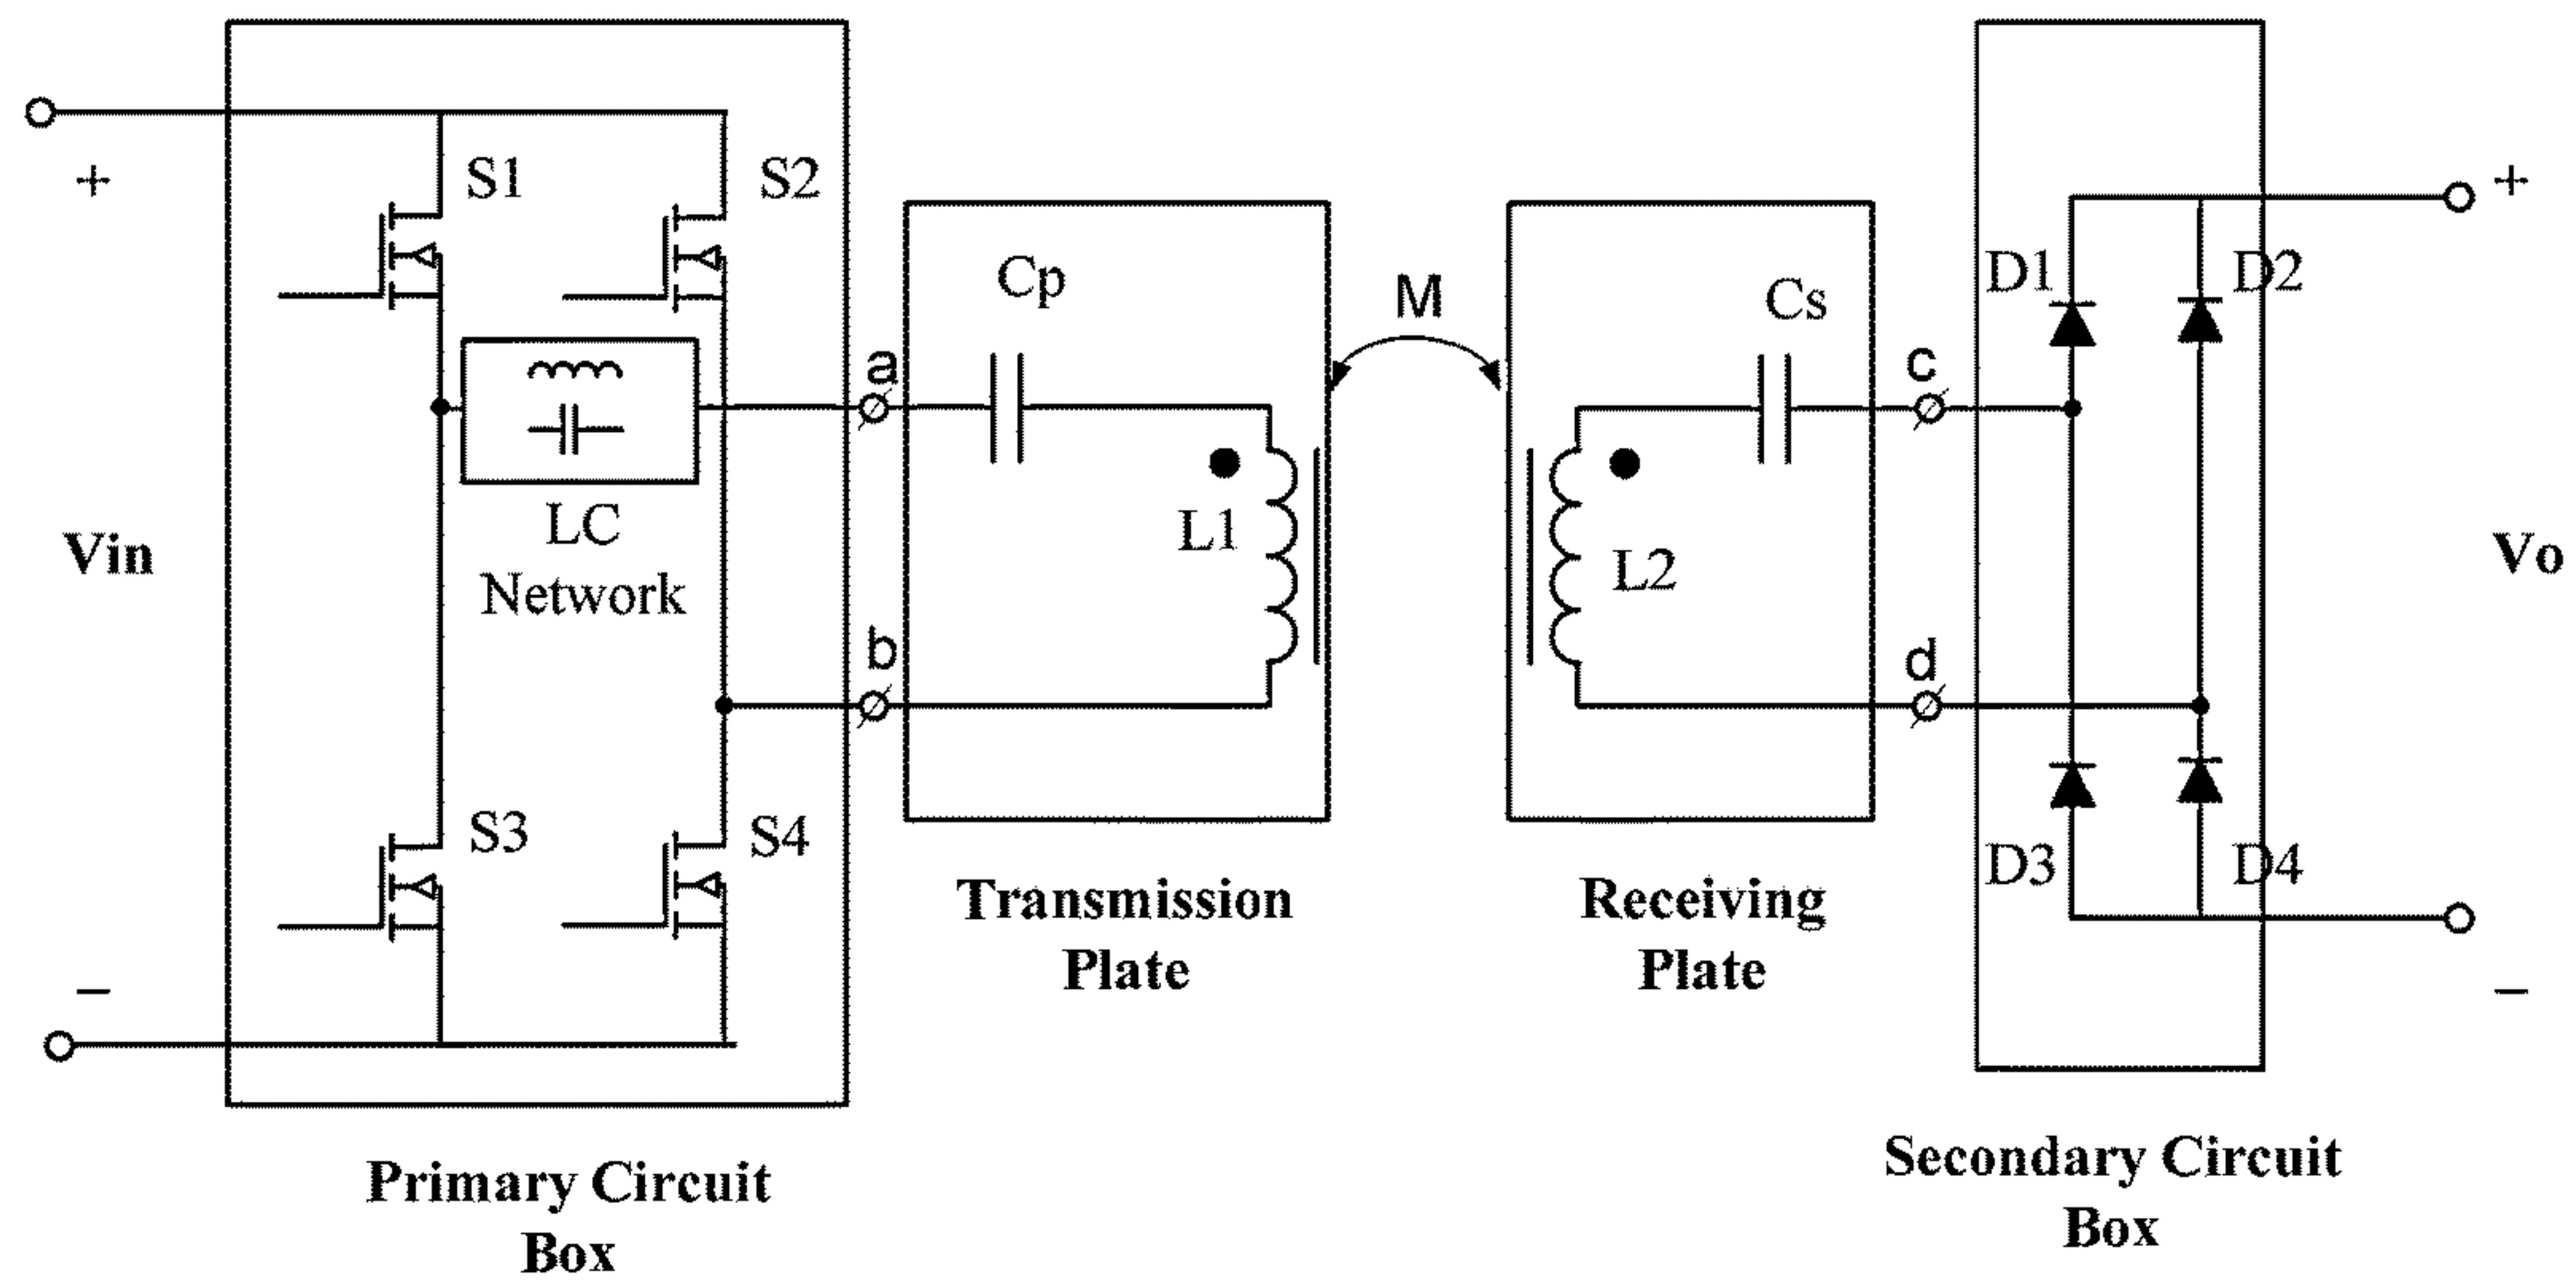 +
S1
S2
Cp
M
Cs
D1
D2
+
a
c
Vin
LC
Network
L1
L2
Vo
b
d
S3
S4
D3
D4
Transmission
Plate
Receiving
Plate
−
−
Primary Circuit
Box
Secondary Circuit
Box